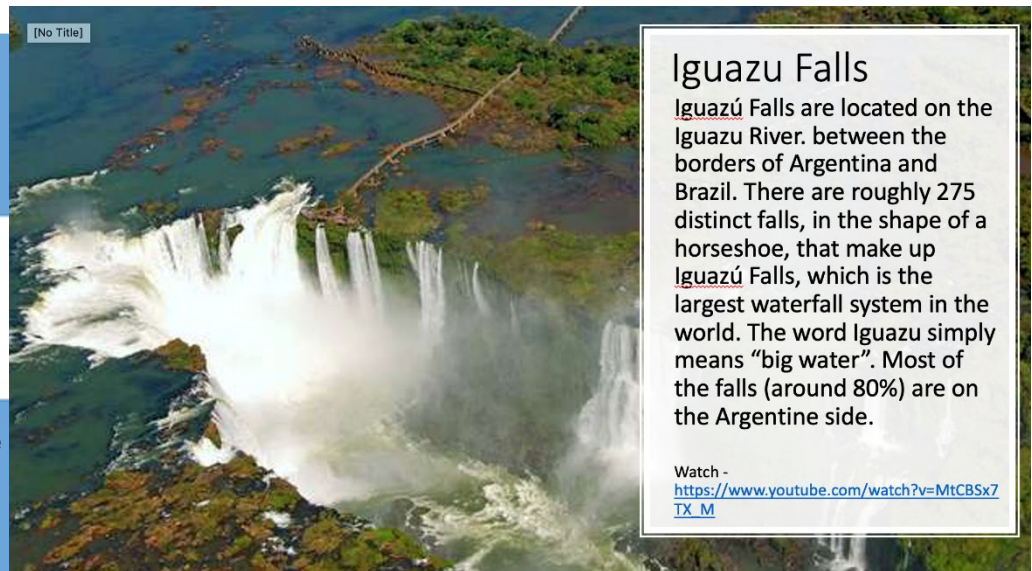 [No Title]
Iguazu Falls
Iguazú Falls are located on the
Iguazu River. between the
borders of Argentina and
Brazil. There are roughly 275
distinct falls, in the shape of a
horseshoe, that make up
Iguazú Falls, which is the
largest waterfall system in the
world. The word Iguazu simply
means “big water”. Most of
the falls (around 80%) are on
the Argentine side.
Watch -
https://www.youtube.com/watch?v=MtCBSx7
TX_M